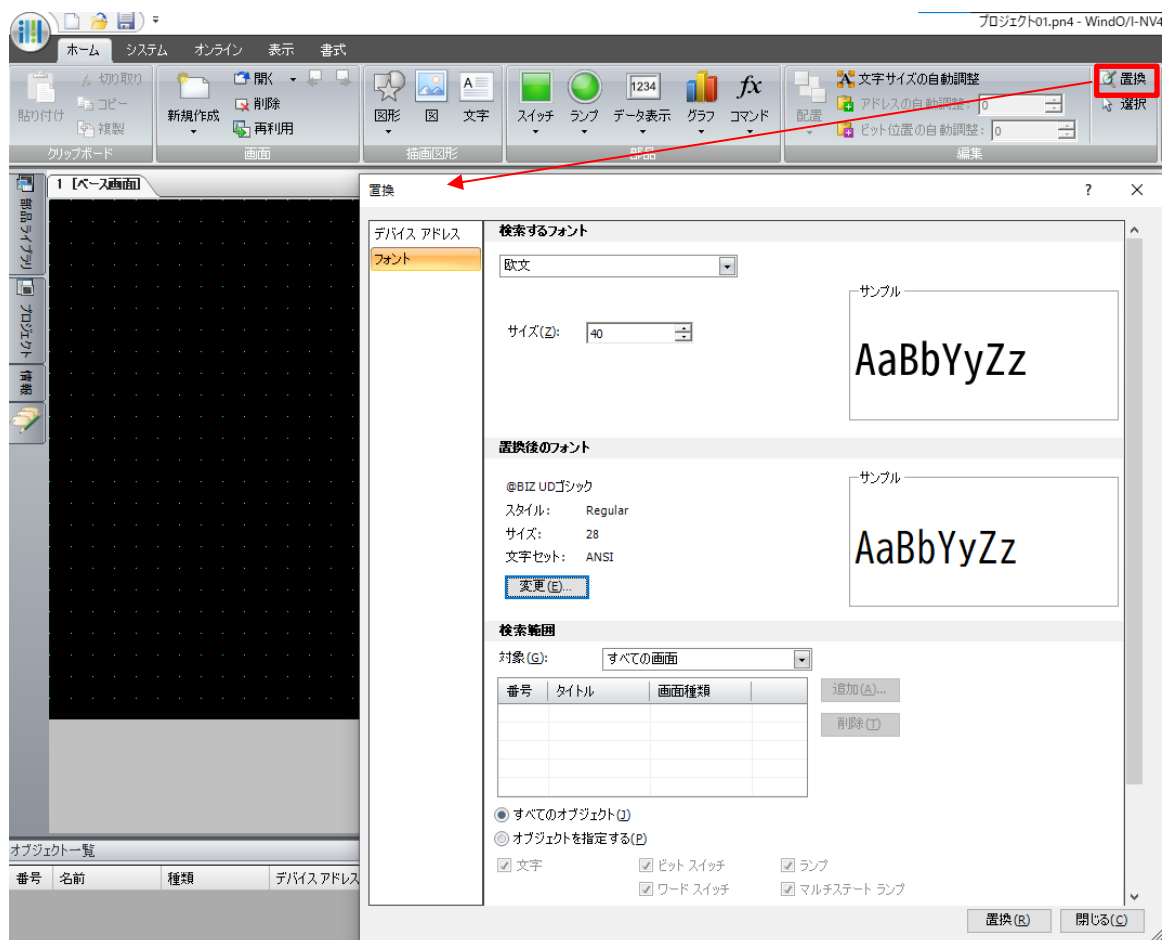 プロジェクト01.pn4 - WindO/I-NV4
ホーム システム オンライン 表示 書式
貼り付け
切り取り
コピー
複製
クリップボード
新規作成
開く
削除
再利用
画面
図形 図 文字
描画図形
スイッチ ランプ データ表示 グラフ コマンド
1234
fx
部品
配置
文字サイズの自動調整
アドレスの自動調整: 0
ビット位置の自動調整: 0
編集
置換
選択
部品ライブラリ
プロジェクト
情報
1 [ベース画面]
置換 ?
デバイス アドレス
フォント
検索するフォント
欧文
サイズ(Z): 40
サンプル
AaBbYyZz
置換後のフォント
@BIZ UDゴシック
スタイル: Regular
サイズ: 28
文字セット: ANSI
変更(E)...
サンプル
AaBbYyZz
検索範囲
対象(G): すべての画面
番号 タイトル 画面種類
追加(A)...
削除(T)
すべてのオブジェクト(J)
オブジェクトを指定する(P)
文字 ビット スイッチ ランプ
ワード スイッチ マルチステート ランプ
置換(R) 閉じる(C)
オブジェクト一覧
番号 名前 種類 デバイス アドレス